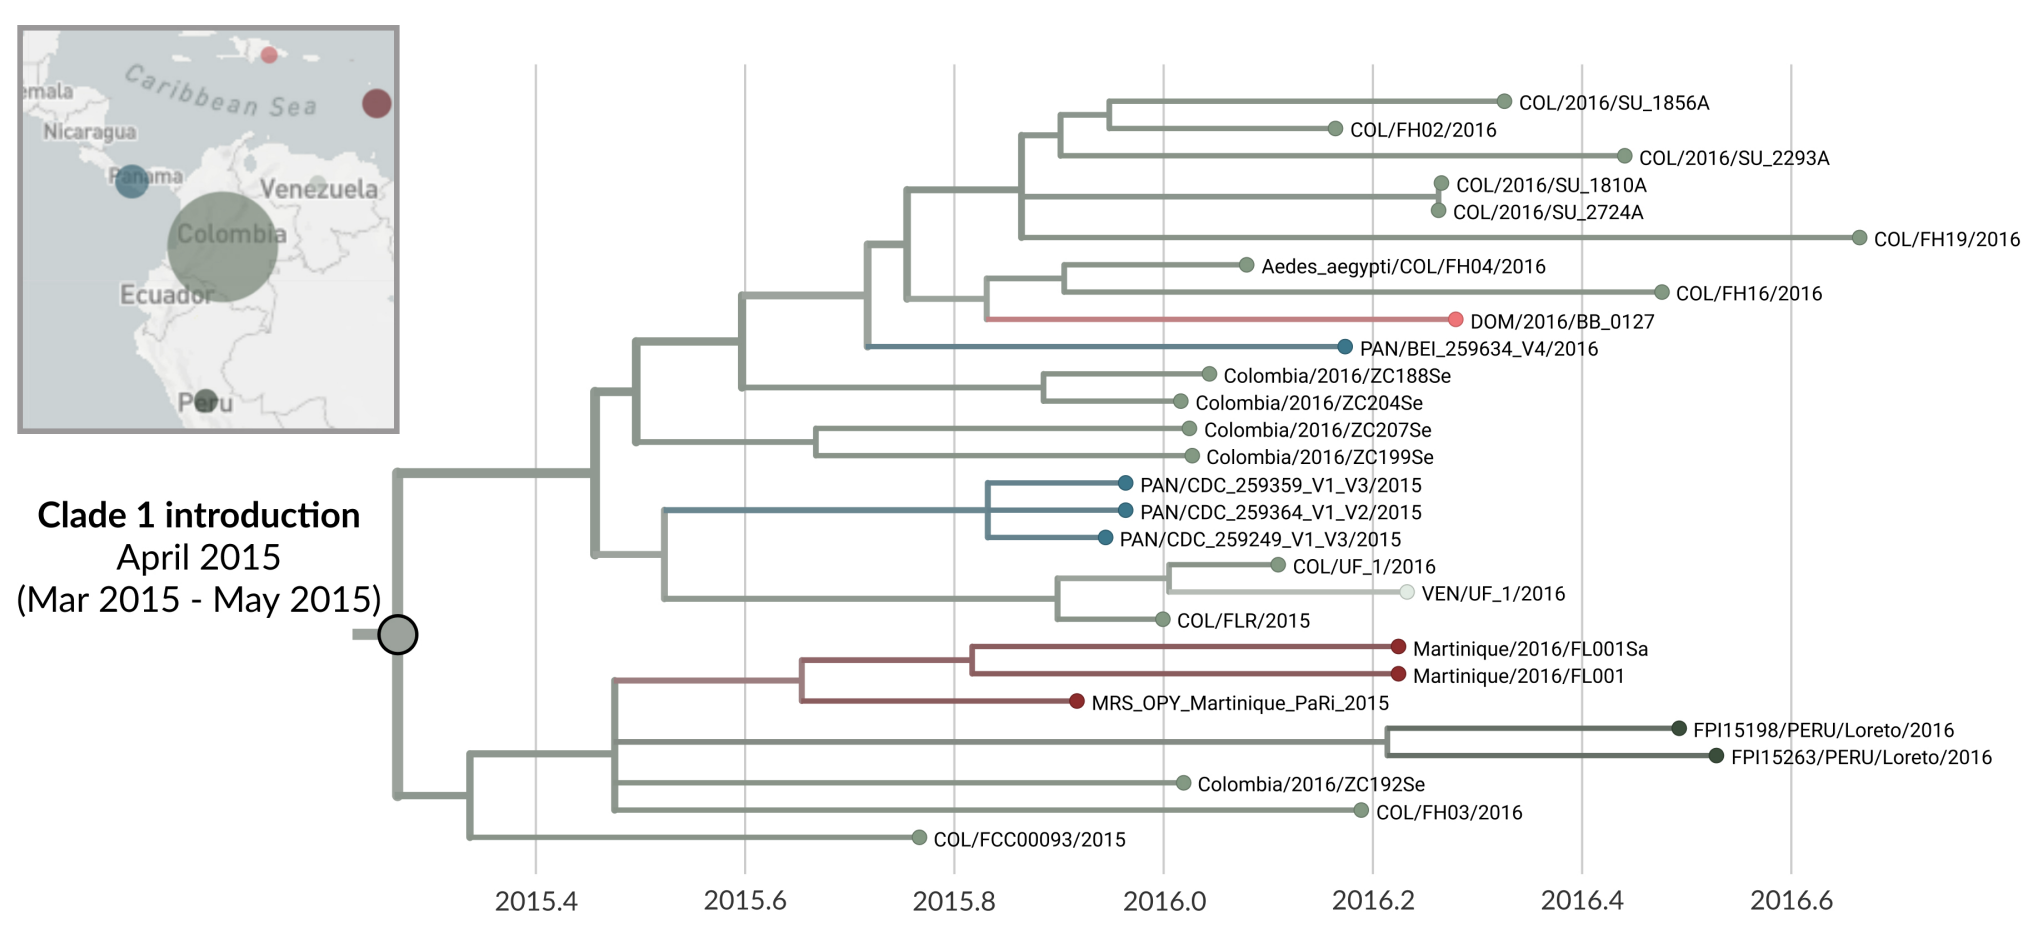 Caribbean Sea
emala
Nicaragua
Panama
Venezuela
Colombia
Ecuador
Peru
Clade 1 introduction
April 2015
(Mar 2015 - May 2015)
COL/2016/SU_1856A
COL/FH02/2016
COL/2016/SU_2293A
COL/2016/SU_1810A
COL/2016/SU_2724A
COL/FH19/2016
Aedes_aegypti/COL/FH04/2016
COL/FH16/2016
DOM/2016/BB_0127
PAN/BEI_259634_V4/2016
Colombia/2016/ZC188Se
Colombia/2016/ZC204Se
Colombia/2016/ZC207Se
Colombia/2016/ZC199Se
PAN/CDC_259359_V1_V3/2015
PAN/CDC_259364_V1_V2/2015
PAN/CDC_259249_V1_V3/2015
COL/UF_1/2016
VEN/UF_1/2016
COL/FLR/2015
Martinique/2016/FL001Sa
Martinique/2016/FL001
MRS_OPY_Martinique_PaRi_2015
FPI15198/PERU/Loreto/2016
FPI15263/PERU/Loreto/2016
Colombia/2016/ZC192Se
COL/FH03/2016
COL/FCC00093/2015
2015.4 2015.6 2015.8 2016.0 2016.2 2016.4 2016.6